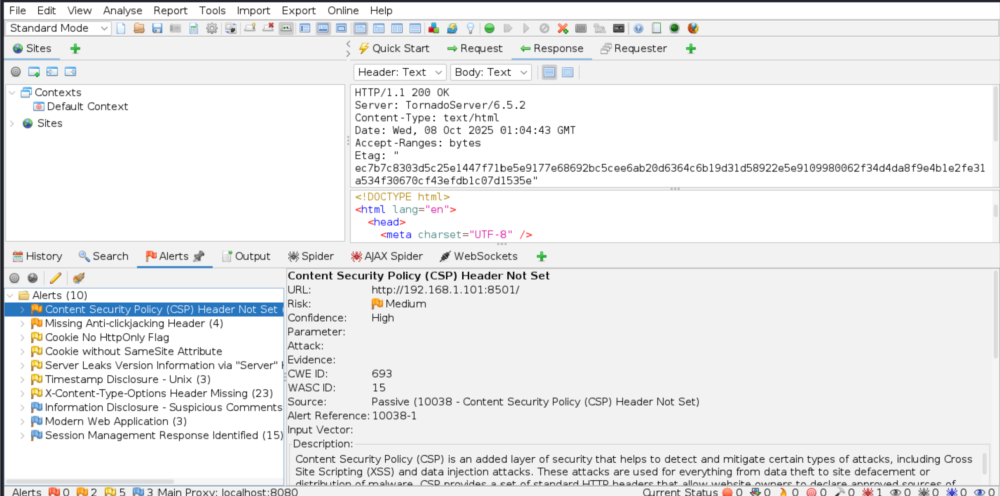 File Edit View Analyse Report Tools Import Export Online Help
Standard Mode
Sites
Quick Start Request Response Requester
Header: Text Body: Text
Contexts
Default Context
Sites
HTTP/1.1 200 OK
Server: TornadoServer/6.5.2
Content-Type: text/html
Date: Wed, 08 Oct 2025 01:04:43 GMT
Accept-Ranges: bytes
Etag: "
ec7b7c8303d5c25e1447f71be5e9177e68692bc5cee6ab20d6364c6b19d31d58922e5e9109980062f34d4da8f9e4b1e2fe31
a534f30670cf43efdb1c07d1535e"
<!DOCTYPE html>
<html lang="en">
<head>
<meta charset="UTF-8" />
History Search Alerts Output Spider AJAX Spider WebSockets
Alerts (10)
Content Security Policy (CSP) Header Not Set (
Missing Anti-clickjacking Header (4)
Cookie No HttpOnly Flag
Cookie without SameSite Attribute
Server Leaks Version Information via "Server"
Timestamp Disclosure - Unix (3)
X-Content-Type-Options Header Missing (23)
Information Disclosure - Suspicious Comments
Modern Web Application (3)
Session Management Response Identified (15)
Content Security Policy (CSP) Header Not Set
URL: http://192.168.1.101:8501/
Risk: Medium
Confidence: High
Parameter:
Attack:
Evidence:
CWE ID: 693
WASC ID: 15
Source: Passive (10038 - Content Security Policy (CSP) Header Not Set)
Alert Reference: 10038-1
Input Vector:
Description:
Content Security Policy (CSP) is an added layer of security that helps to detect and mitigate certain types of attacks, including Cross
Site Scripting (XSS) and data injection attacks. These attacks are used for everything from data theft to site defacement or
distribution of malware. CSP provides a set of standard HTTP headers that allow website owners to declare approved sources of
Alerts 0 2 5 3 Main Proxy: localhost:8080
Current Status 0 0 0 0 0 1 0 0 0 0